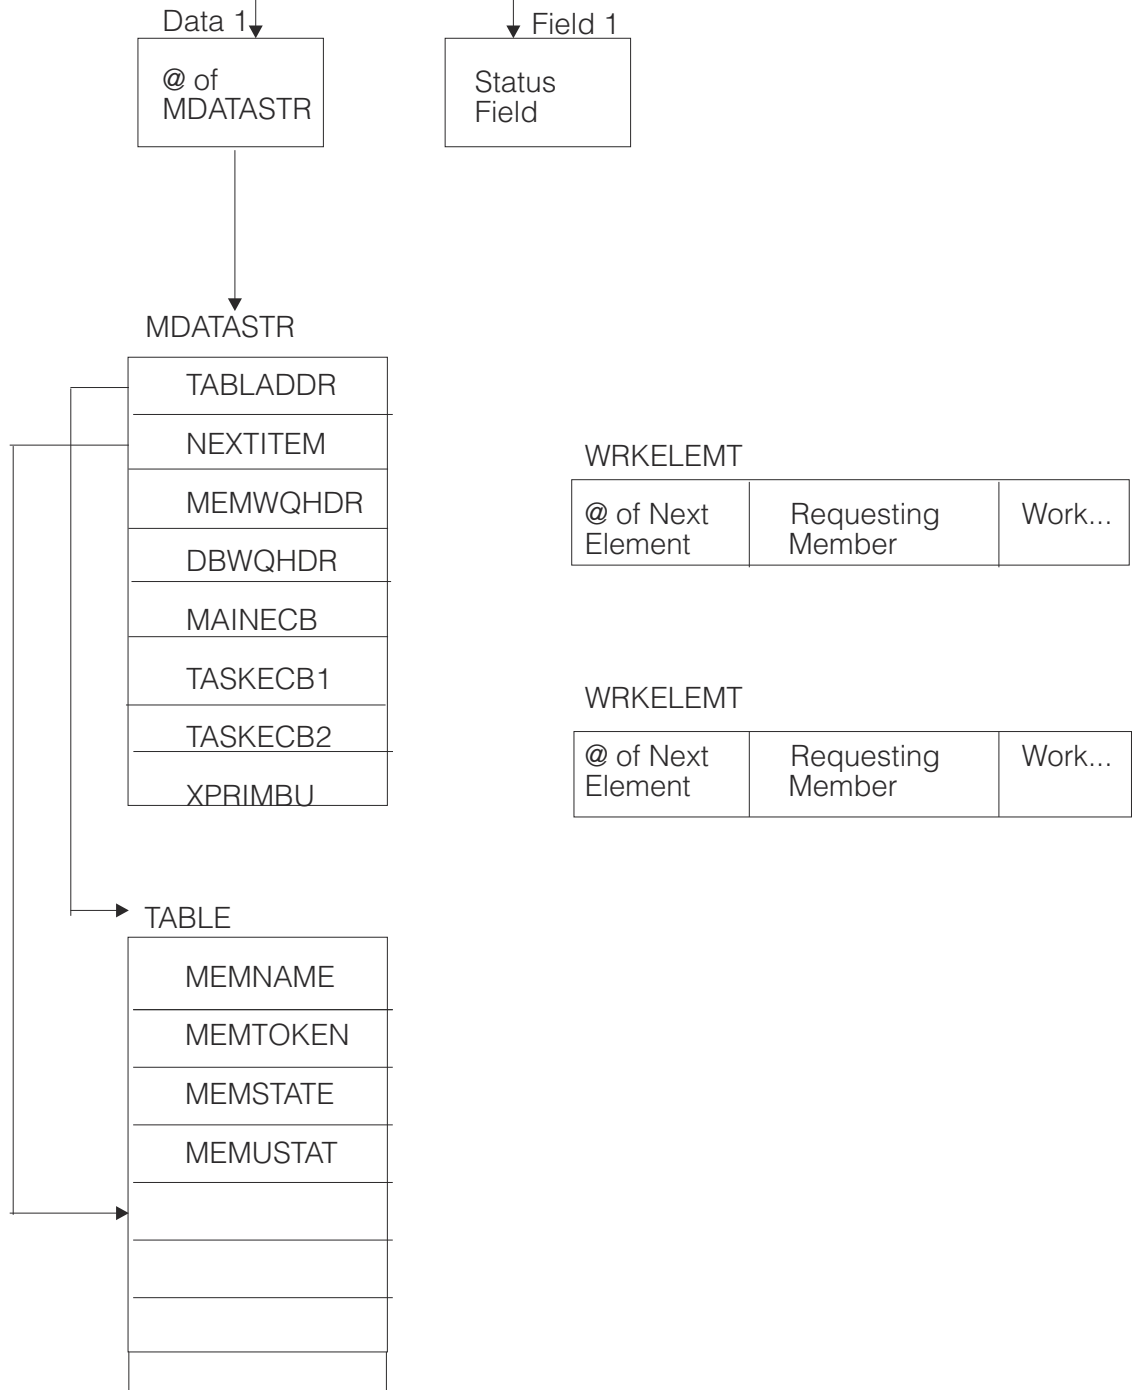 Data 1
Field 1
@ of
MDATASTR
Status
Field
MDATASTR
TABLADDR
NEXTITEM
MEMWQHDR
DBWQHDR
MAINECB
TASKECB1
TASKECB2
XPRIMBU
WRKELEMT
@ of Next
Element
Requesting
Member
Work...
WRKELEMT
@ of Next
Element
Requesting
Member
Work...
TABLE
MEMNAME
MEMTOKEN
MEMSTATE
MEMUSTAT